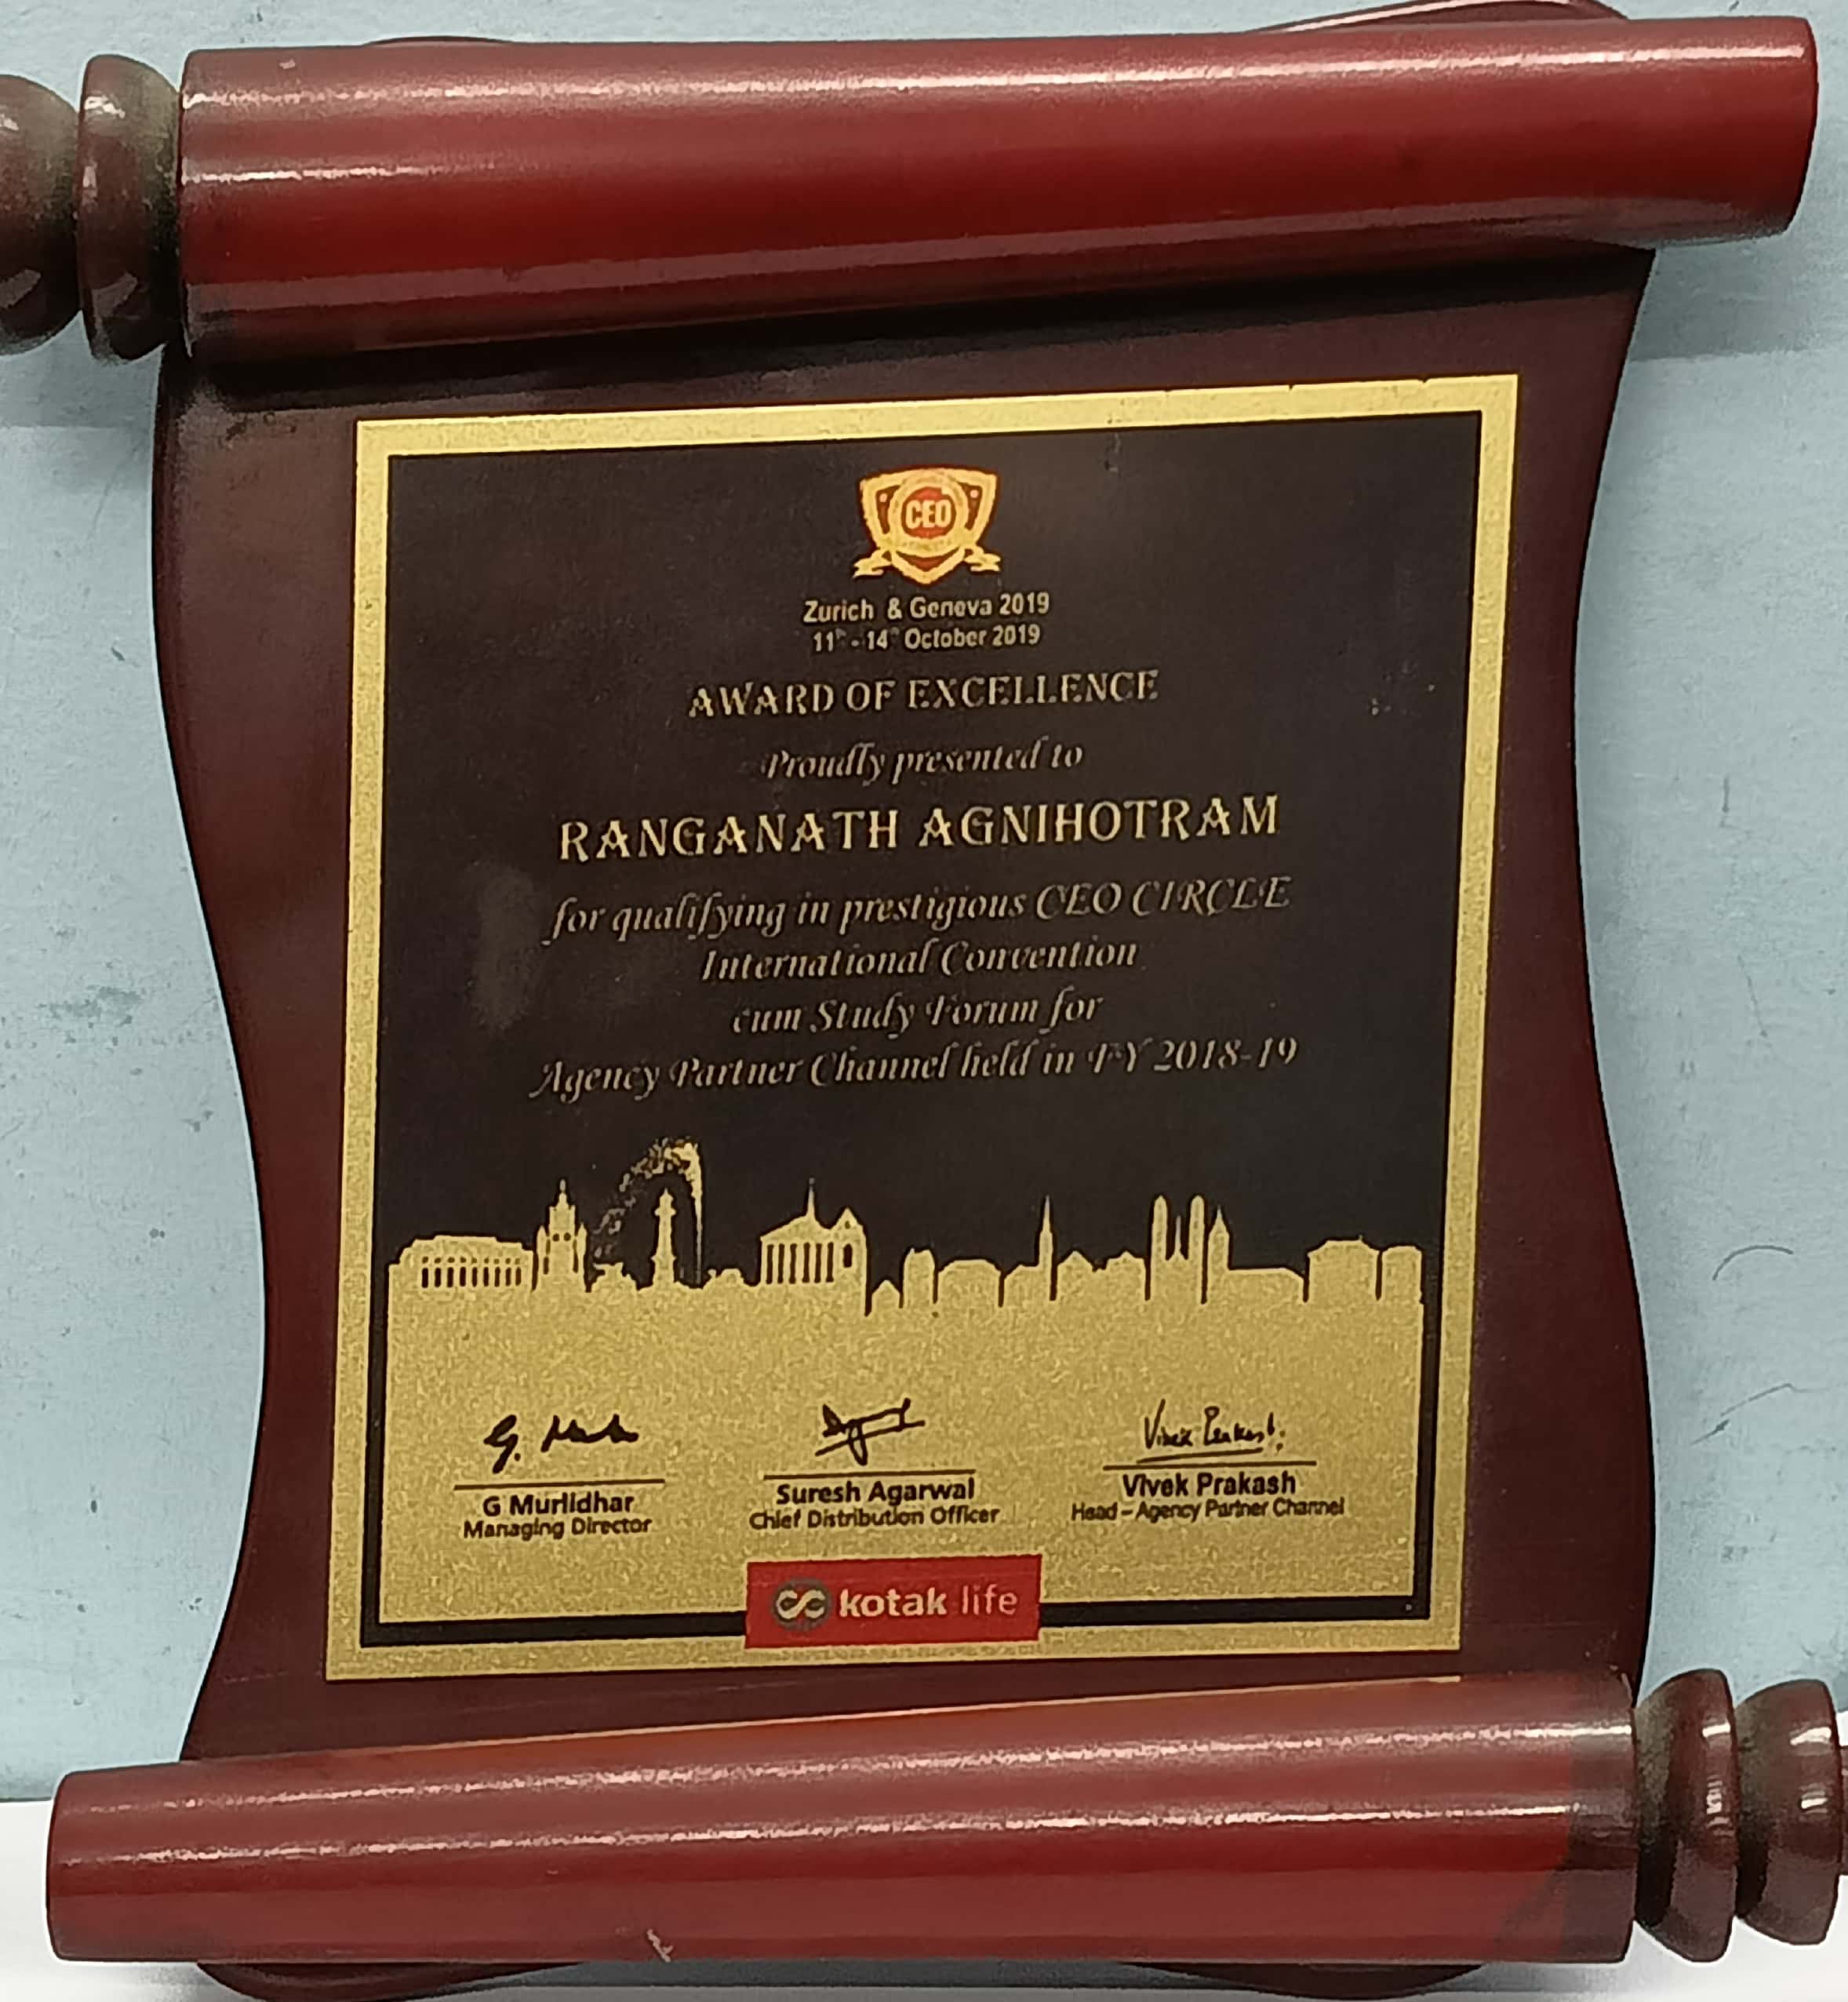 CEO
Zurich & Geneva 2019
11th - 14th October 2019
AWARD OF EXCELLENCE
Proudly presented to
RANGANATH AGNIHOTRAM
for qualifying in prestigious CEO CIRCLE
International Convention
cum Study Forum for
Agency Partner Channel held in FY 2018-19
G. Vivek Prakash
G Murlidhar Suresh Agarwal Vivek Prakash
Managing Director Chief Distribution Officer Head - Agency Partner Channel
kotak life